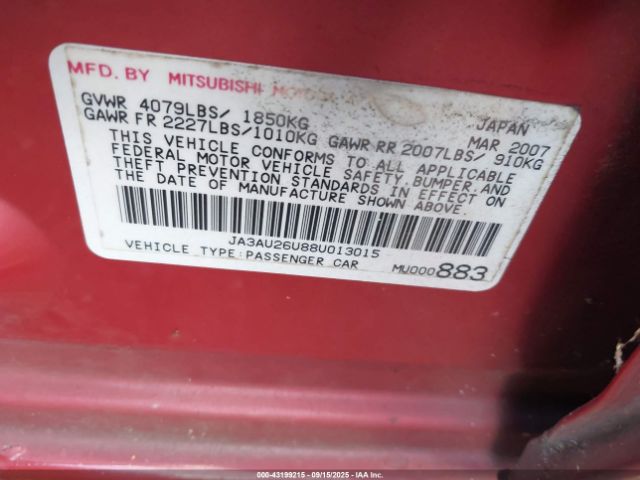 MFD. BY MITSUBISHI
GVWR 4079LBS/ 1850KG JAPAN
GAWR FR 2227LBS/1010KG GAWR RR 2007LBS/ 910KG MAR 2007
THIS VEHICLE CONFORMS TO ALL APPLICABLE
FEDERAL MOTOR VEHICLE SAFETY,BUMPER,AND
THEFT PREVENTION STANDARDS IN EFFECT ON
THE DATE OF MANUFACTURE SHOWN ABOVE.
JA3AU26U88U013015
VEHICLE TYPE:PASSENGER CAR MU000883
000-43199215 - 09/15/2025 - © IAA Holdings, LLC